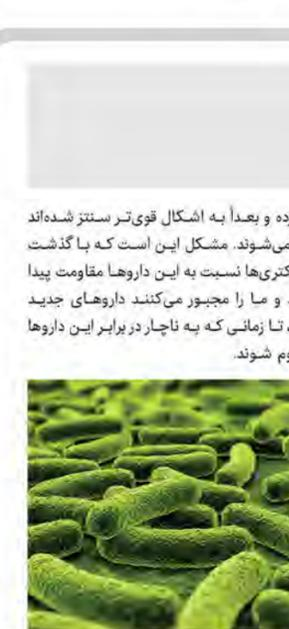 رده و بعداً به اشکال قوی‌تر سنتز شده‌اند
می‌شوند. مشکل این است که با گذشت
کتری‌ها نسبت به این داروها مقاومت پیدا
و ما را مجبور می‌کنند داروهای جدید
، تا زمانی که به ناچار در برابر این داروها
وم شوند.